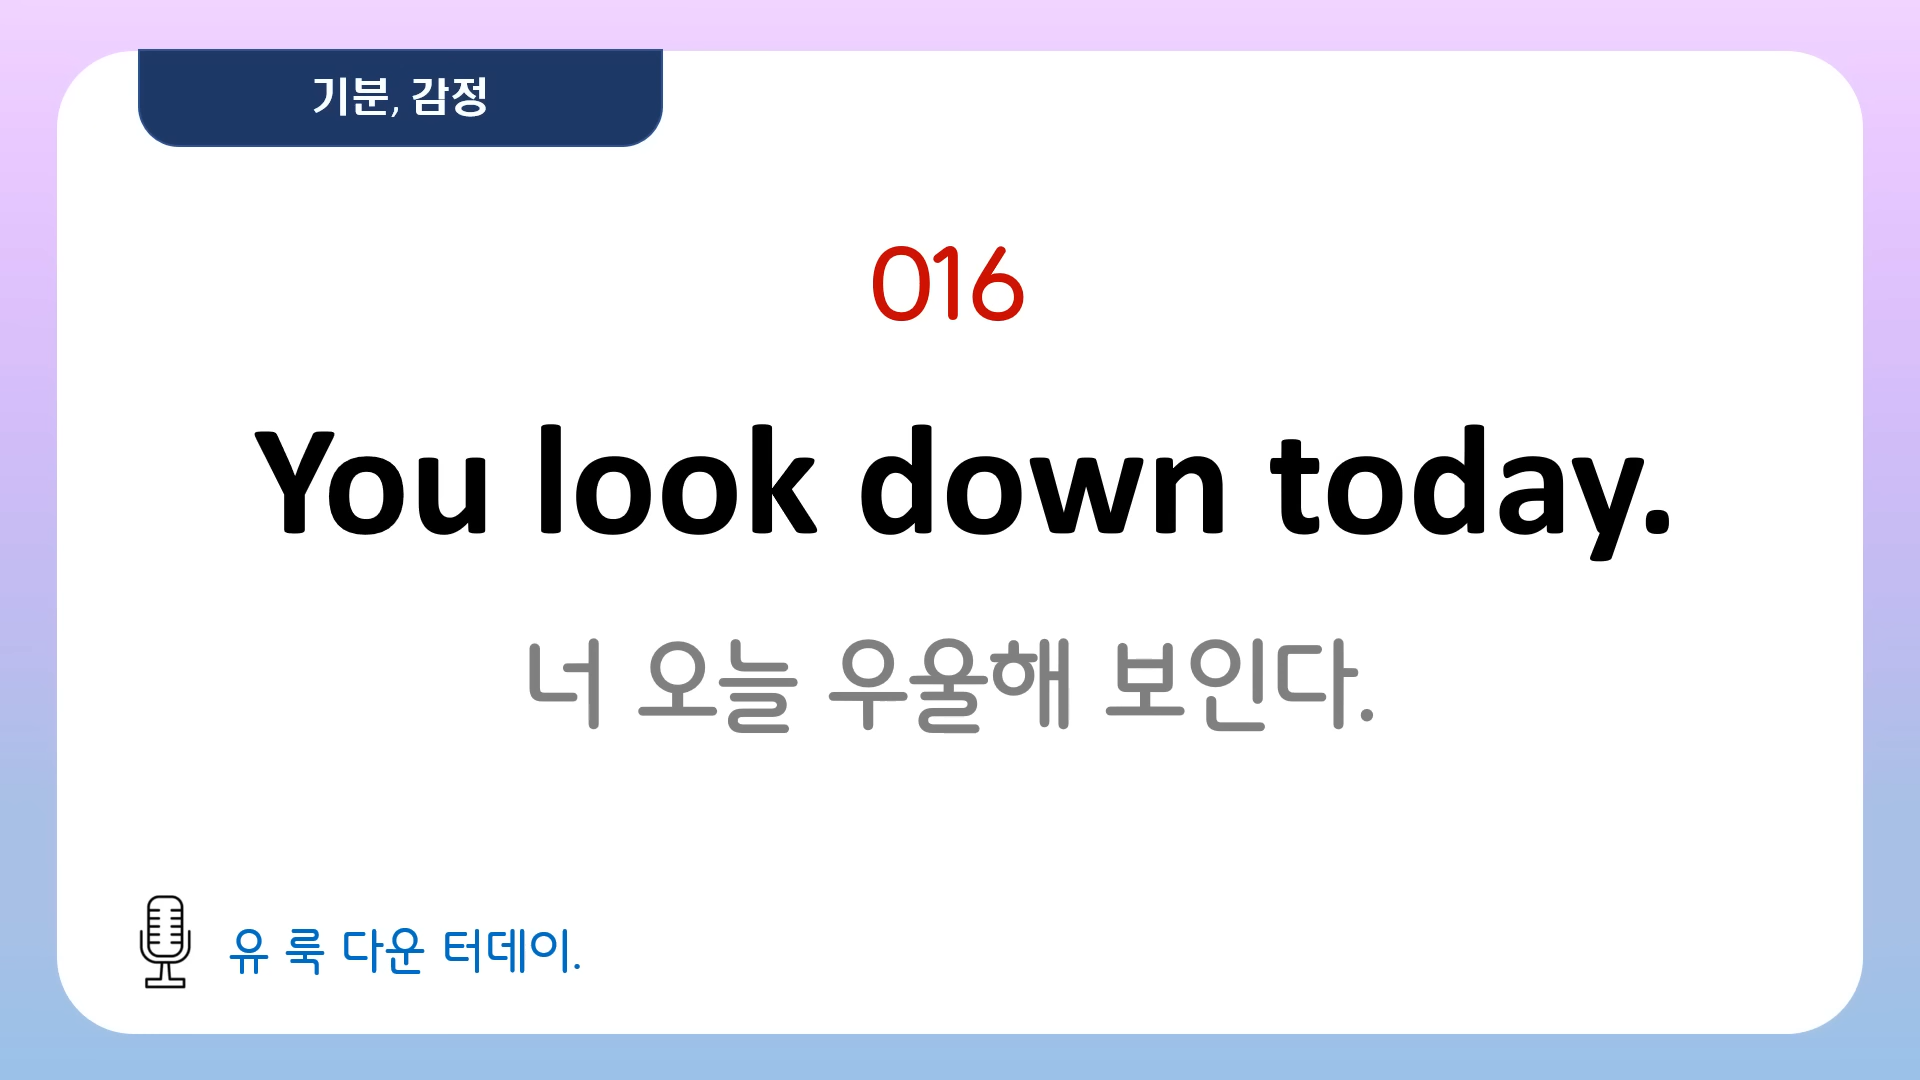 기분, 감정
016
You look down today.
너 오늘 우울해 보인다.
유 룩 다운 터데이.